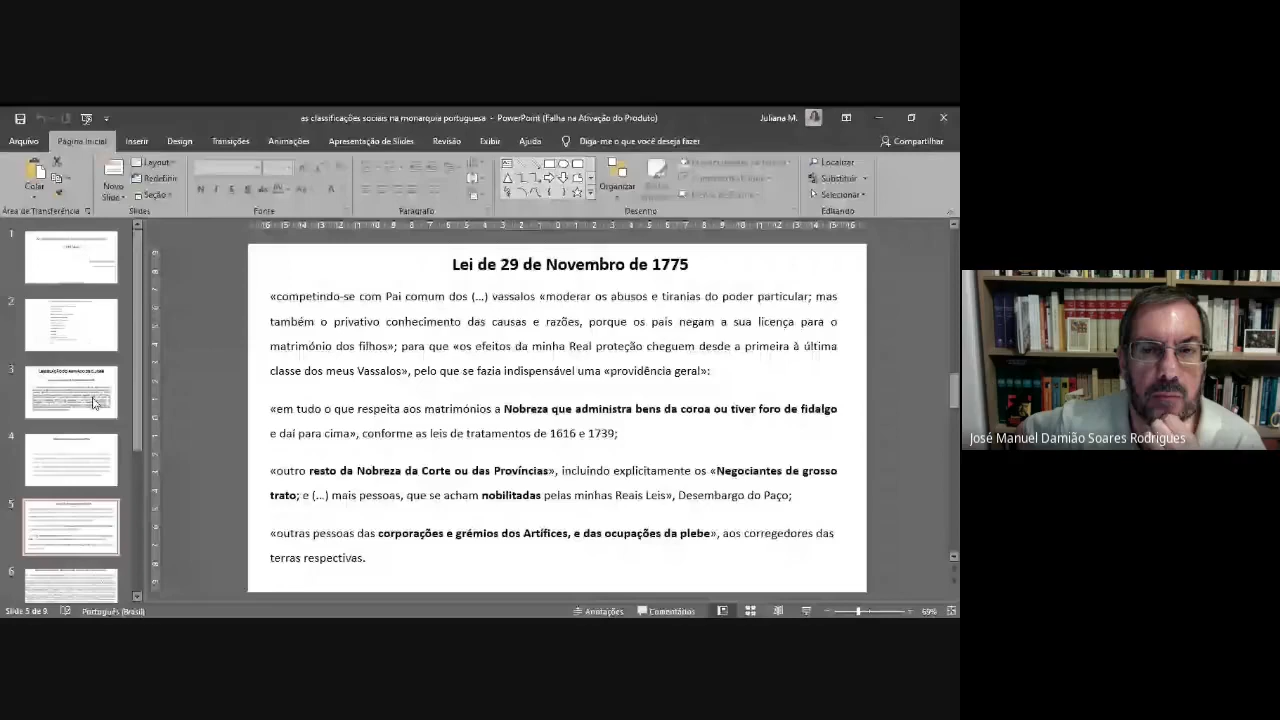 as classificações sociais na monarquia portuguesa - PowerPoint (Falha na Ativação do Produto)
Juliana M.
Arquivo Página Inicial Inserir Design Transições Animações Apresentação de Slides Revisão Exibir Ajuda Diga-me o que você deseja fazer
Compartilhar
Colar
Novo
Slide
Layout
Redefinir
Seção
Organizar
Localizar
Substituir
Selecionar
Área de Transferência Slides Fonte Parágrafo Desenho Editando
1
2
3
4
5
6
Lei de 29 de Novembro de 1775
«competindo-se com Pai comum dos (...) vassalos «moderar os abusos e tiranias do poder particular; mas
também o privativo conhecimento das causas e razões, porque os pais negam a sua licença para o
matrimónio dos filhos»; para que «os efeitos da minha Real proteção cheguem desde a primeira à última
classe dos meus Vassalos», pelo que se fazia indispensável uma «providência geral»:
«em tudo o que respeita aos matrimónios a Nobreza que administra bens da coroa ou tiver foro de fidalgo
e daí para cima», conforme as leis de tratamentos de 1616 e 1739;
«outro resto da Nobreza da Corte ou das Províncias», incluindo explicitamente os «Negociantes de grosso
trato; e (...) mais pessoas, que se acham nobilitadas pelas minhas Reais Leis», Desembargo do Paço;
«outras pessoas das corporações e grémios dos Artífices, e das ocupações da plebe», aos corregedores das
terras respectivas.
Slide 5 de 9 Português (Brasil)
Anotações Comentários
69%
José Manuel Damião Soares Rodrigues